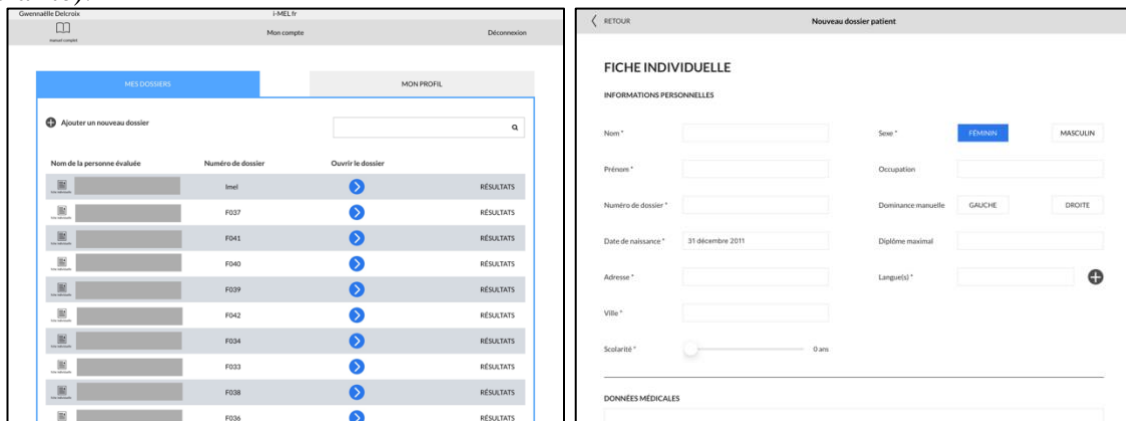 Gwennaëlle Delcroix
i-MEL.fr
manuel complet
Mon compte
Déconnexion
MES DOSSIERS
MON PROFIL
Ajouter un nouveau dossier
Nom de la personne évaluée Numéro de dossier Ouvrir le dossier
Imel RÉSULTATS
F037 RÉSULTATS
F041 RÉSULTATS
F040 RÉSULTATS
F039 RÉSULTATS
F042 RÉSULTATS
F034 RÉSULTATS
F033 RÉSULTATS
F038 RÉSULTATS
F036 RÉSULTATS
RETOUR
Nouveau dossier patient
FICHE INDIVIDUELLE
INFORMATIONS PERSONNELLES
Nom * Sexe * FÉMININ MASCULIN
Prénom * Occupation
Numéro de dossier * Dominance manuelle GAUCHE DROITE
Date de naissance * 31 décembre 2011 Diplôme maximal
Adresse * Langue(s) *
Ville *
Scolarité * 0 ans
DONNÉES MÉDICALES